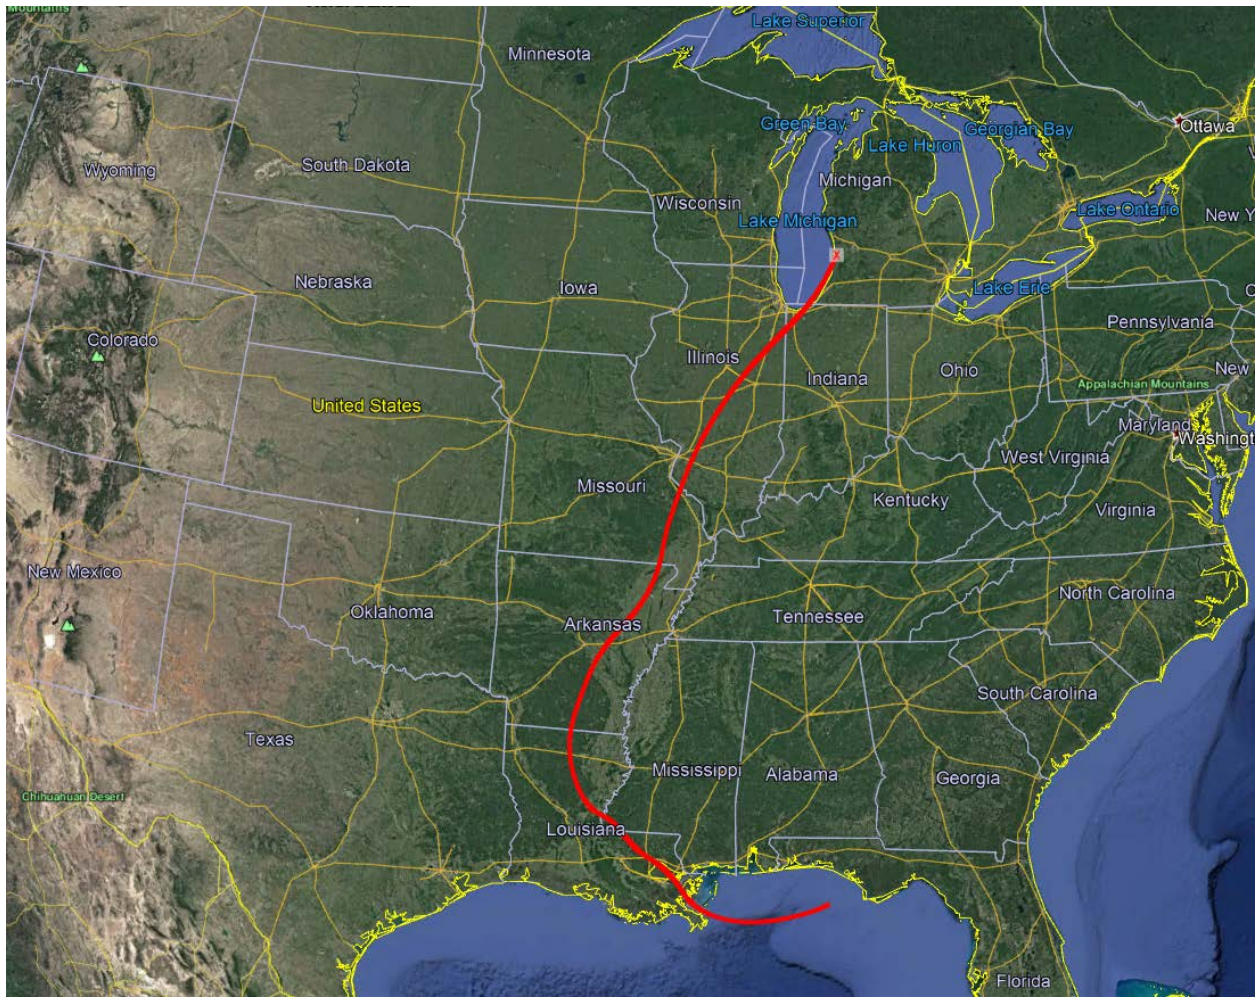 Mountains
Lake Superior
Minnesota
Ottawa
Green Bay
Georgian Bay
Lake Huron
South Dakota
Wyoming
Michigan
Wisconsin
Lake Michigan
Lake Ontario
New Y
X
Nebraska
Iowa
Lake Erie
Pennsylvania
Colorado
Illinois
Indiana
Ohio
New
Appalachian Mountains
United States
Maryland
Washingt
West Virginia
Missouri
Kentucky
Virginia
New Mexico
North Carolina
Oklahoma
Arkansas
Tennessee
South Carolina
Texas
Mississippi
Alabama
Georgia
Chihuahuan Desert
Louisiana
Florida